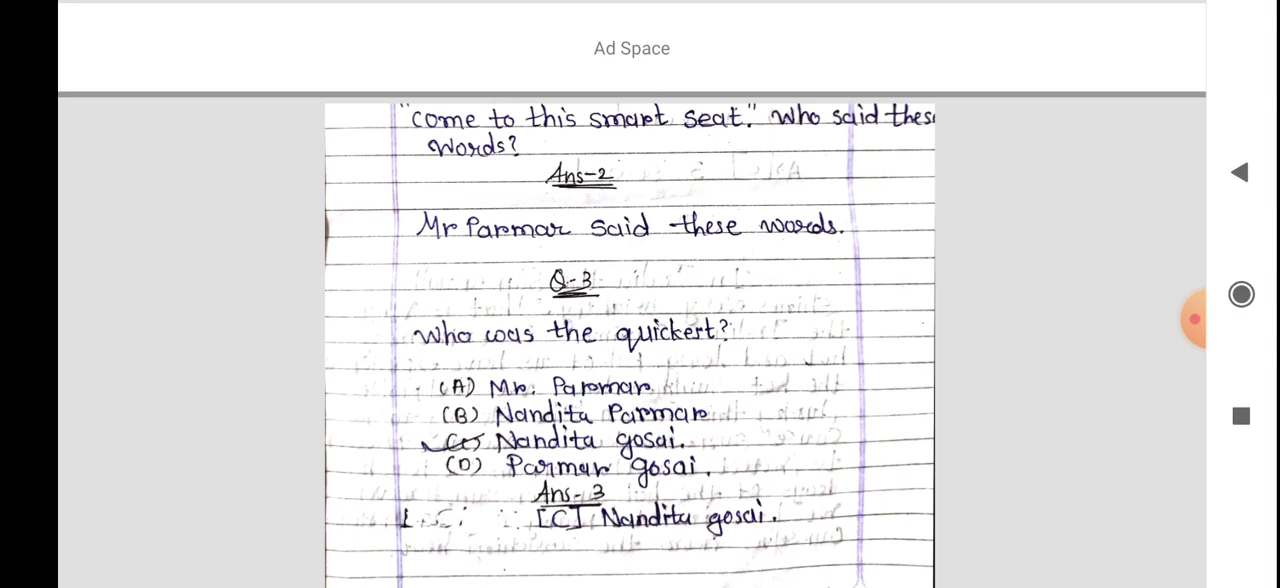 Ad Space
"come to this smart seat." Who said these
words?
Ans-2
Mr Parmar said these words.
Q-3
Who was the quickert?
(A) Mr. Parmar
(B) Nandita Parmar
(C) Nandita gosai.
(D) Parmar gosai.
Ans-3
[C] Nandita gosai.